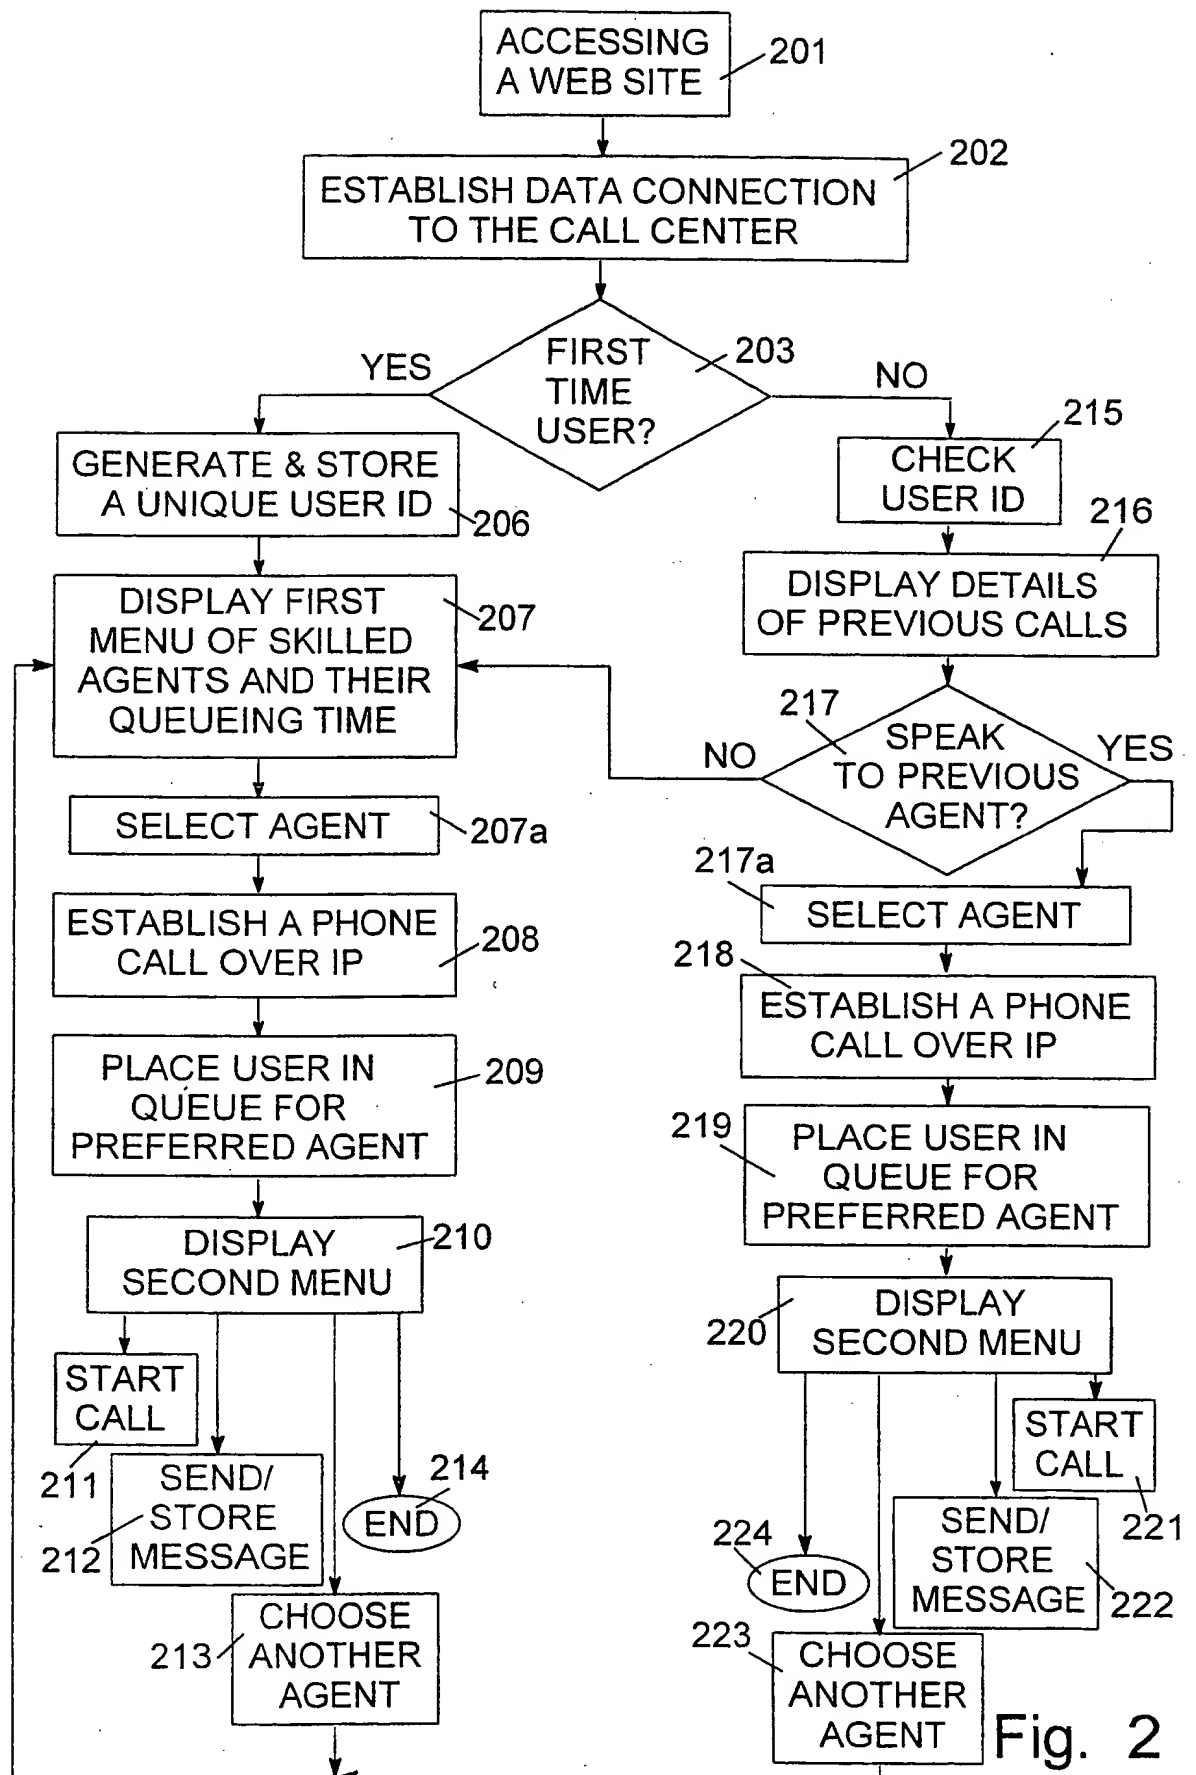 ACCESSING
A WEB SITE
201
ESTABLISH DATA CONNECTION
TO THE CALL CENTER
202
FIRST
TIME
USER?
203
YES
NO
GENERATE & STORE
A UNIQUE USER ID
206
DISPLAY FIRST
MENU OF SKILLED
AGENTS AND THEIR
QUEUEING TIME
207
SELECT AGENT
207a
ESTABLISH A PHONE
CALL OVER IP
208
PLACE USER IN
QUEUE FOR
PREFERRED AGENT
209
DISPLAY
SECOND MENU
210
START
CALL
211
SEND/
STORE
MESSAGE
212
CHOOSE
ANOTHER
AGENT
213
END
214
CHECK
USER ID
215
DISPLAY DETAILS
OF PREVIOUS CALLS
216
SPEAK
TO PREVIOUS
AGENT?
217
NO
YES
SELECT AGENT
217a
ESTABLISH A PHONE
CALL OVER IP
218
PLACE USER IN
QUEUE FOR
PREFERRED AGENT
219
DISPLAY
SECOND MENU
220
START
CALL
221
SEND/
STORE
MESSAGE
222
END
224
CHOOSE
ANOTHER
AGENT
223
Fig. 2